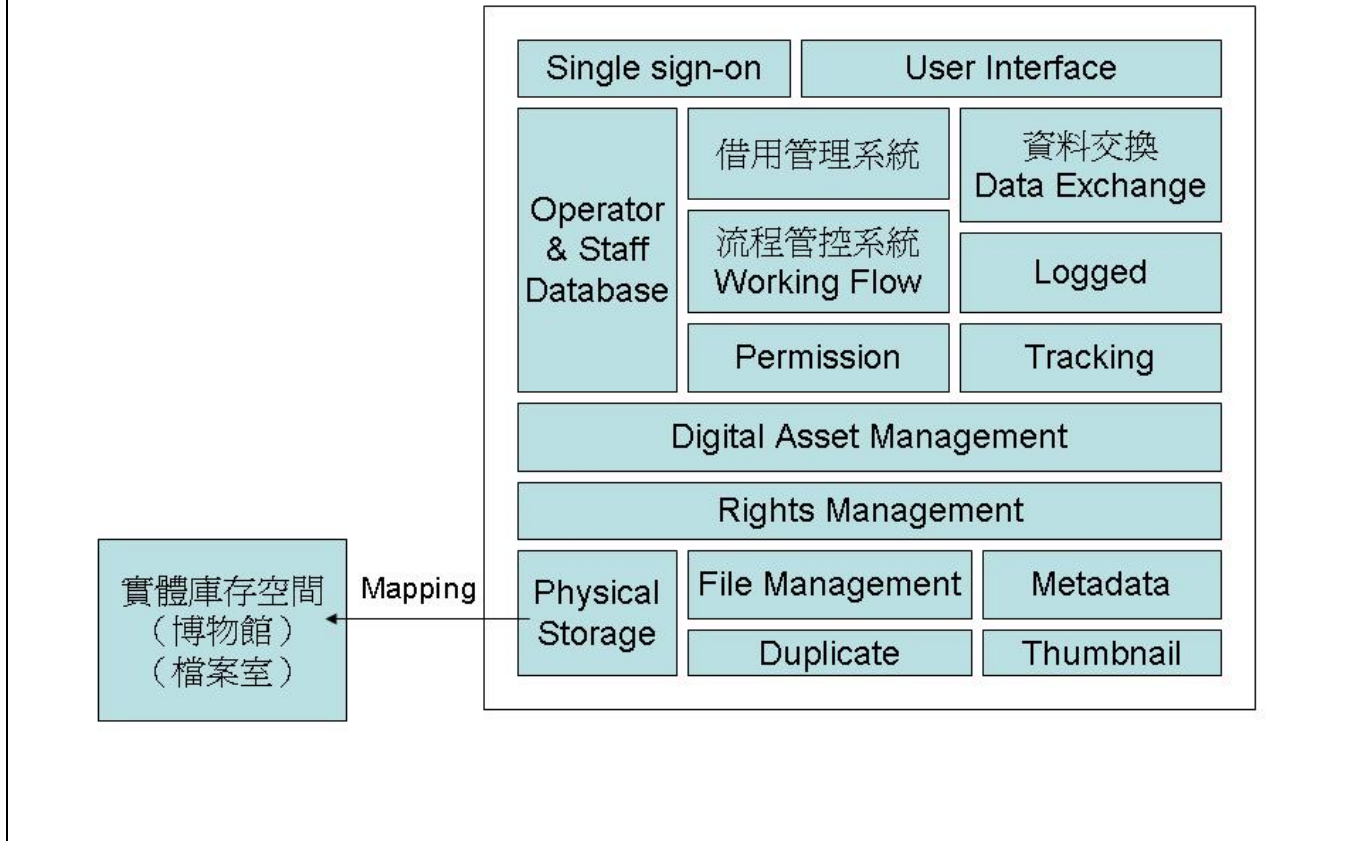 Single sign-on
User Interface
Operator
& Staff
Database
借用管理系統
資料交換
Data Exchange
流程管控系統
Working Flow
Logged
Permission
Tracking
Digital Asset Management
Rights Management
實體庫存空間
（博物館）
（檔案室）
Mapping
Physical
Storage
File Management
Metadata
Duplicate
Thumbnail